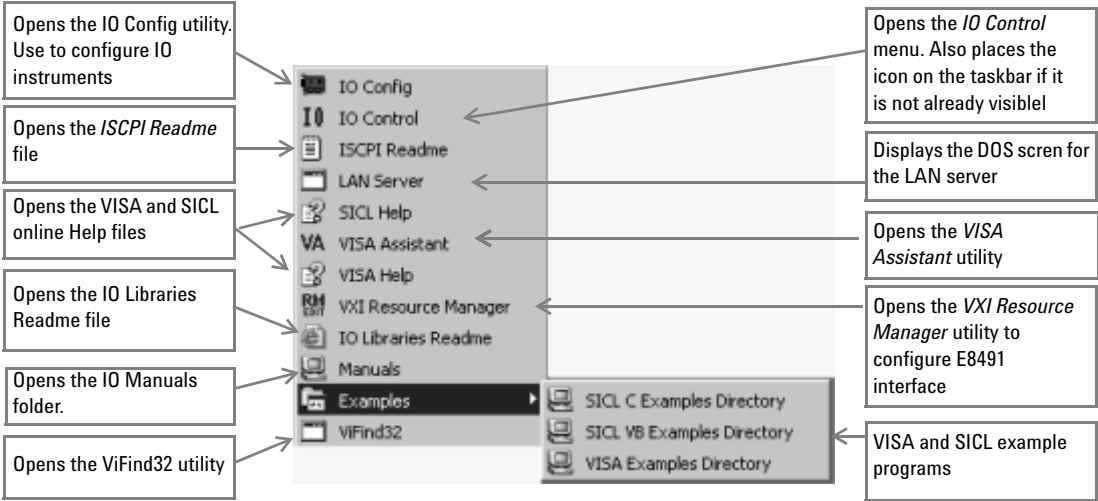 Opens the IO Config utility.
Use to configure IO
instruments
Opens the ISCPI Readme
file
Opens the VISA and SICL
online Help files
Opens the IO Libraries
Readme file
Opens the IO Manuals
folder.
Opens the ViFind32 utility
IO Config
IO Control
ISCPI Readme
LAN Server
SICL Help
VA VISA Assistant
VISA Help
RM EDIT VXI Resource Manager
IO Libraries Readme
Manuals
Examples
ViFind32
SICL C Examples Directory
SICL VB Examples Directory
VISA Examples Directory
Opens the IO Control
menu. Also places the
icon on the taskbar if it
is not already visiblel
Displays the DOS scren for
the LAN server
Opens the VISA
Assistant utility
Opens the VXI Resource
Manager utility to
configure E8491
interface
VISA and SICL example
programs